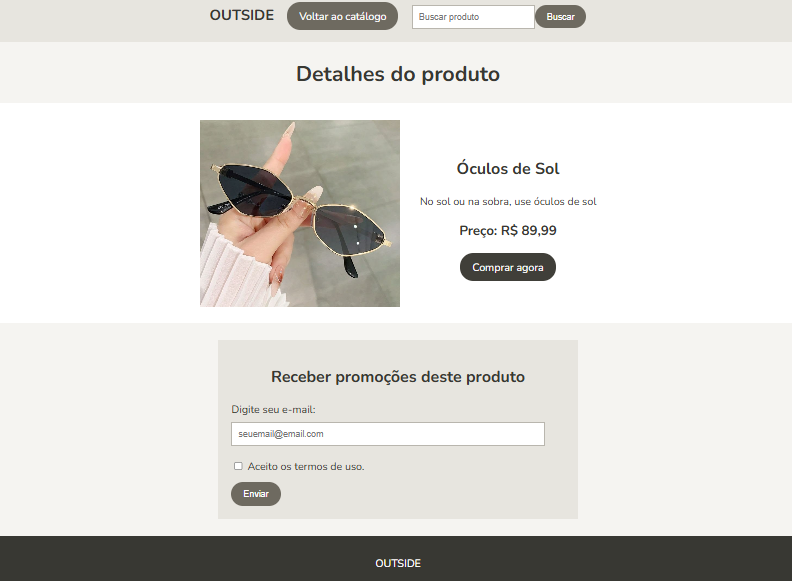 OUTSIDE Voltar ao catálogo Buscar produto Buscar
Detalhes do produto
Óculos de Sol
No sol ou na sobra, use óculos de sol
Preço: R$ 89,99
Comprar agora
Receber promoções deste produto
Digite seu e-mail:
seuemail@email.com
Aceito os termos de uso.
Enviar
OUTSIDE